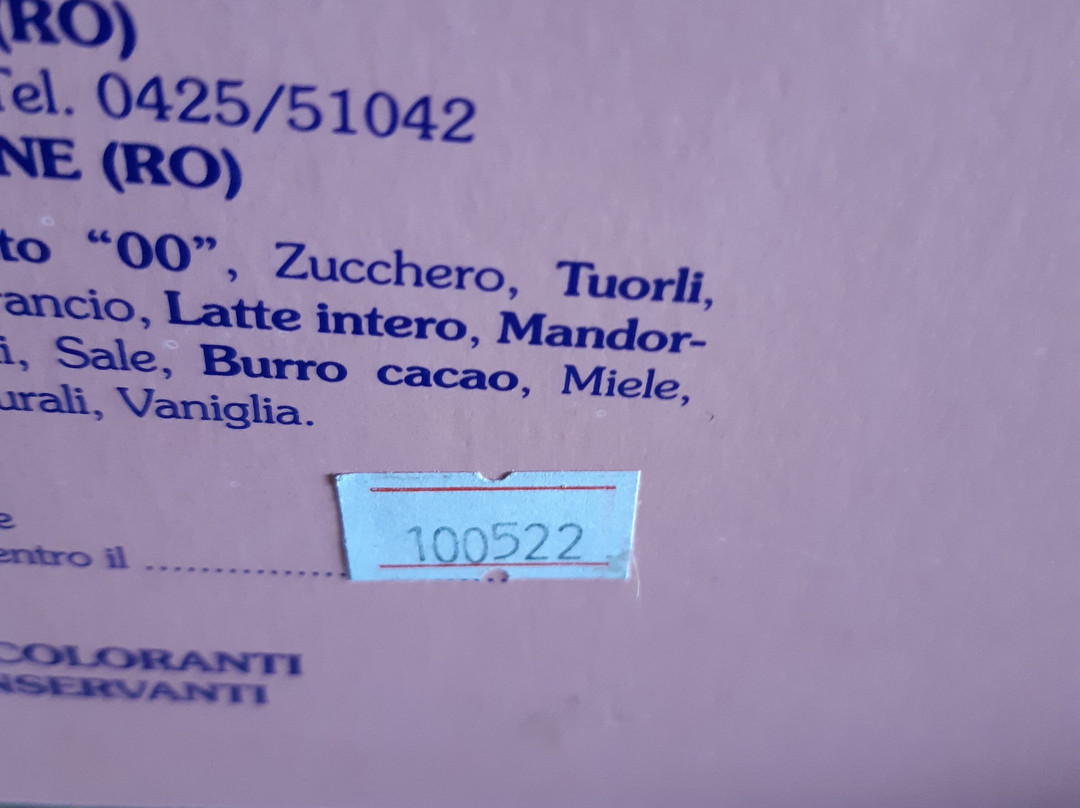 (RO)
Tel. 0425/51042
NE (RO)
to “00”, Zucchero, Tuorli,
rancio, Latte intero, Mandor-
i, Sale, Burro cacao, Miele,
urali, Vaniglia.
e
entro il ....................
100522
COLORANTI
NSERVANTI